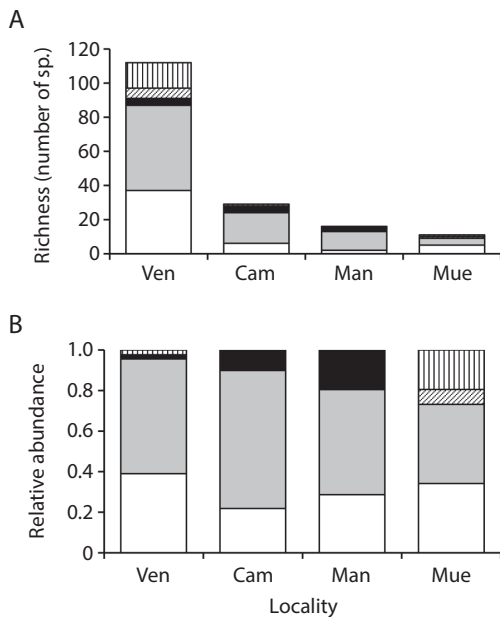 A
Richness (number of sp.)
120
100
80
60
40
20
0
Ven Cam Man Mue
B
Relative abundance
1.0
0.8
0.6
0.4
0.2
0
Ven Cam Man Mue
Locality